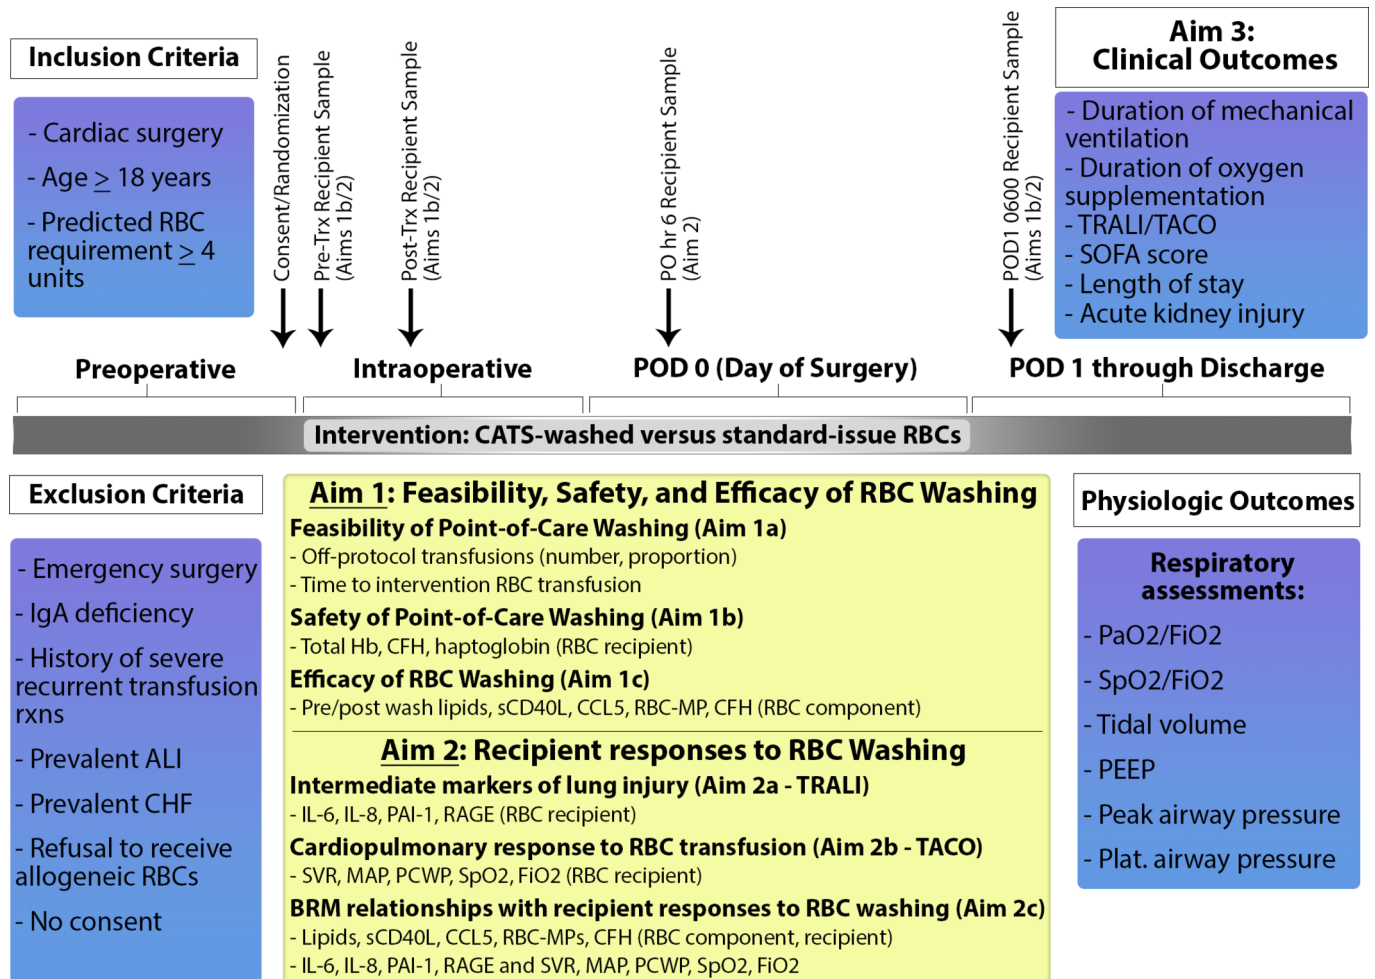 Inclusion Criteria
- Cardiac surgery
- Age ≥ 18 years
- Predicted RBC
requirement ≥ 4
units
Consent/Randomization
Pre-Trx Recipient Sample
(Aims 1b/2)
Post-Trx Recipient Sample
(Aims 1b/2)
PO hr 6 Recipient Sample
(Aim 2)
POD1 0600 Recipient Sample
(Aims 1b/2)
Aim 3:
Clinical Outcomes
- Duration of mechanical
ventilation
- Duration of oxygen
supplementation
- TRALI/TACO
- SOFA score
- Length of stay
- Acute kidney injury
Preoperative
Intraoperative
POD 0 (Day of Surgery)
POD 1 through Discharge
Intervention: CATS-washed versus standard-issue RBCs
Exclusion Criteria
- Emergency surgery
- IgA deficiency
- History of severe
recurrent transfusion
rxns
- Prevalent ALI
- Prevalent CHF
- Refusal to receive
allogeneic RBCs
- No consent
Aim 1: Feasibility, Safety, and Efficacy of RBC Washing
Feasibility of Point-of-Care Washing (Aim 1a)
- Off-protocol transfusions (number, proportion)
- Time to intervention RBC transfusion
Safety of Point-of-Care Washing (Aim 1b)
- Total Hb, CFH, haptoglobin (RBC recipient)
Efficacy of RBC Washing (Aim 1c)
- Pre/post wash lipids, sCD40L, CCL5, RBC-MP, CFH (RBC component)
Aim 2: Recipient responses to RBC Washing
Intermediate markers of lung injury (Aim 2a - TRALI)
- IL-6, IL-8, PAI-1, RAGE (RBC recipient)
Cardiopulmonary response to RBC transfusion (Aim 2b - TACO)
- SVR, MAP, PCWP, SpO2, FiO2 (RBC recipient)
BRM relationships with recipient responses to RBC washing (Aim 2c)
- Lipids, sCD40L, CCL5, RBC-MPs, CFH (RBC component, recipient)
- IL-6, IL-8, PAI-1, RAGE and SVR, MAP, PCWP, SpO2, FiO2
Physiologic Outcomes
Respiratory
assessments:
- PaO2/FiO2
- SpO2/FiO2
- Tidal volume
- PEEP
- Peak airway pressure
- Plat. airway pressure